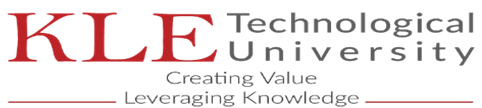 KLE Technological
University
Creating Value
Leveraging Knowledge